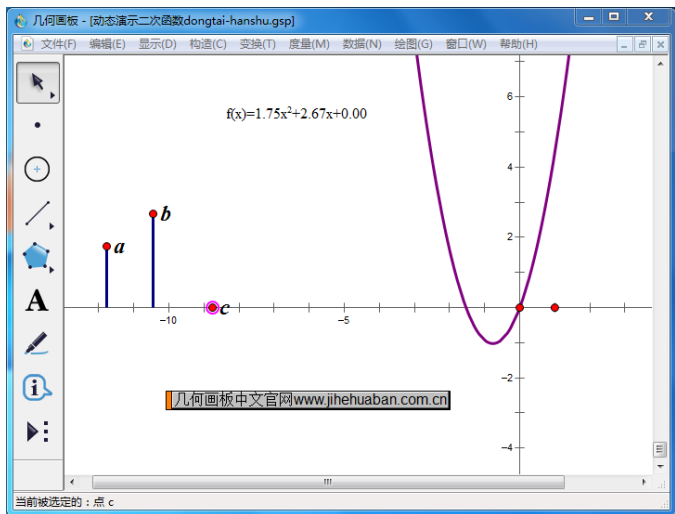 几何画板 - [动态演示二次函数dongtai-hanshu.gsp]
文件(F) 编辑(E) 显示(D) 构造(C) 变换(T) 度量(M) 数据(N) 绘图(G) 窗口(W) 帮助(H)
f(x)=1.75x²+2.67x+0.00
6
4
b
2
a
A
c
-10
-5
-2
几何画板中文官网www.jihehuaban.com.cn
-4
当前被选定的：点 c